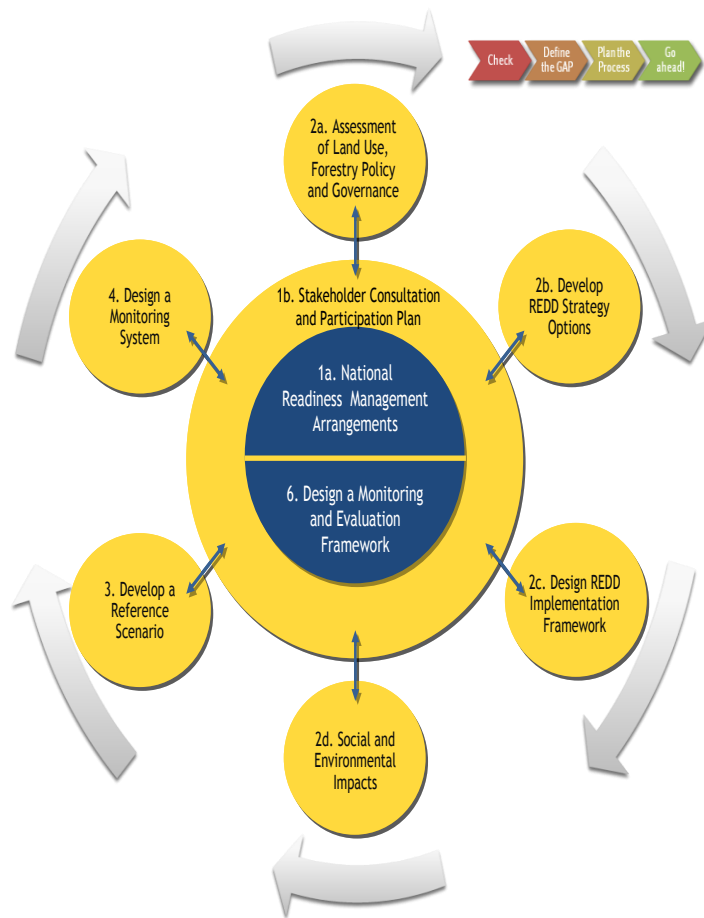 Check
Define
the GAP
Plan the
Process
Go
ahead!
2a. Assessment
of Land Use,
Forestry Policy
and Governance
2b. Develop
REDD Strategy
Options
4. Design a
Monitoring
System
1b. Stakeholder Consultation
and Participation Plan
1a. National
Readiness Management
Arrangements
6. Design a Monitoring
and Evaluation
Framework
2c. Design REDD
Implementation
Framework
3. Develop a
Reference
Scenario
2d. Social and
Environmental
Impacts